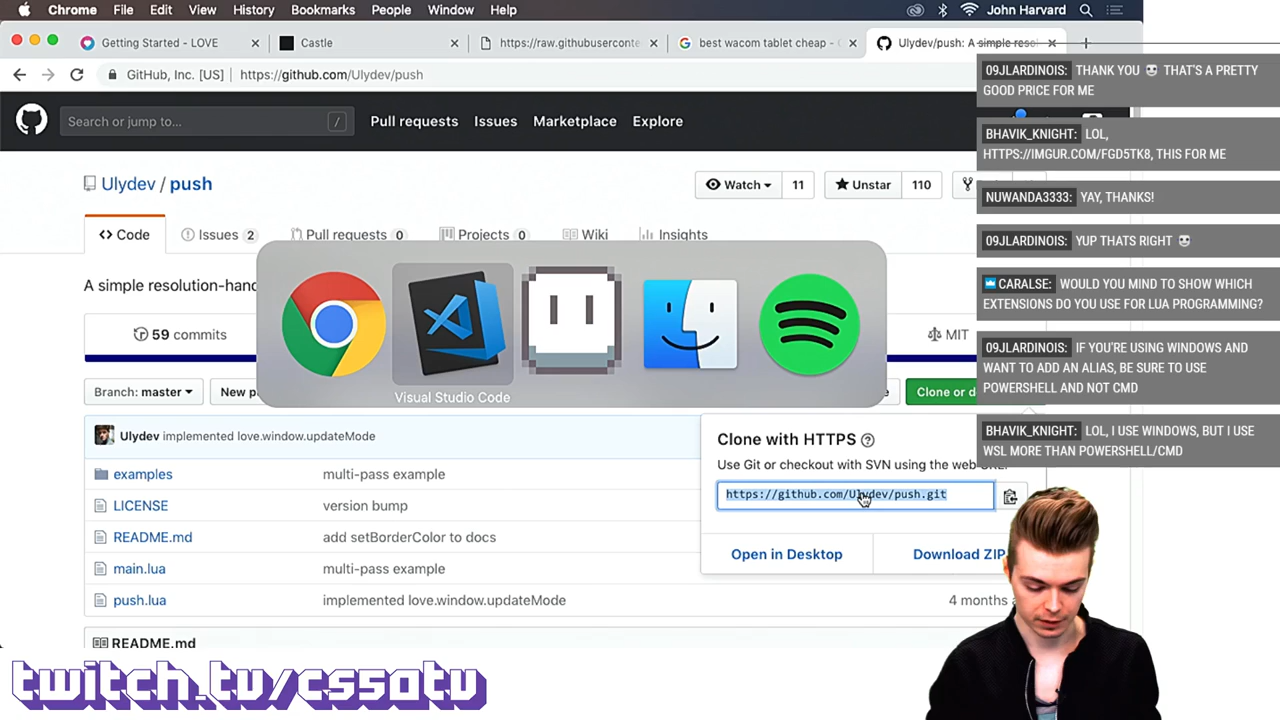 Chrome File Edit View History Bookmarks People Window Help John Harvard
Getting Started - LOVE
Castle
https://raw.githubuserconte
best wacom tablet cheap -
Ulydev/push: A simple resol
GitHub, Inc. [US] https://github.com/Ulydev/push
Search or jump to... /
Pull requests Issues Marketplace Explore
Ulydev / push
Watch 11
Unstar 110
Code
Issues 2
Pull requests 0
Projects 0
Wiki
Insights
A simple resolution-hand
59 commits
MIT
Branch: master
New p
Clone or d
Visual Studio Code
Ulydev implemented love.window.updateMode
examples multi-pass example
LICENSE version bump
README.md add setBorderColor to docs
main.lua multi-pass example
push.lua implemented love.window.updateMode 4 months
README.md
Clone with HTTPS
Use Git or checkout with SVN using the web URL.
https://github.com/Ulydev/push.git
Open in Desktop
Download ZIP
09JLARDINOIS: THANK YOU THAT'S A PRETTY
GOOD PRICE FOR ME
BHAVIK_KNIGHT: LOL,
HTTPS://IMGUR.COM/FGD5TK8, THIS FOR ME
NUWANDA3333: YAY, THANKS!
09JLARDINOIS: YUP THATS RIGHT
CARALSE: WOULD YOU MIND TO SHOW WHICH
EXTENSIONS DO YOU USE FOR LUA PROGRAMMING?
09JLARDINOIS: IF YOU'RE USING WINDOWS AND
WANT TO ADD AN ALIAS, BE SURE TO USE
POWERSHELL AND NOT CMD
BHAVIK_KNIGHT: LOL, I USE WINDOWS, BUT I USE
WSL MORE THAN POWERSHELL/CMD
twitch.tv/cs50tv